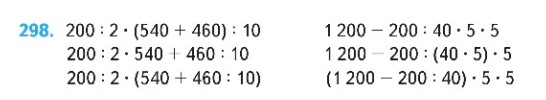 298. 200 : 2 · (540 + 460) : 10
200 : 2 · 540 + 460 : 10
200 : 2 · (540 + 460 : 10)
1 200 − 200 : 40 · 5 · 5
1 200 − 200 : (40 · 5) · 5
(1 200 − 200 : 40) · 5 · 5